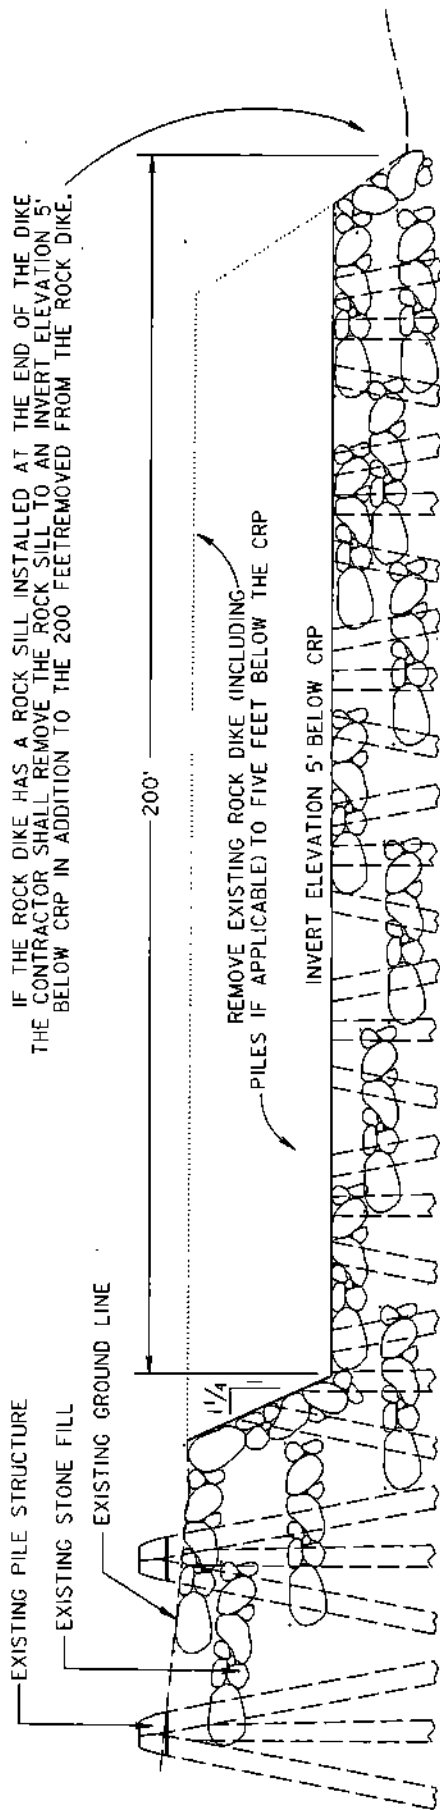 IF THE ROCK DIKE HAS A ROCK SILL INSTALLED AT THE END OF THE DIKE
THE CONTRACTOR SHALL REMOVE THE ROCK SILL TO AN INVERT ELEVATION 5'
BELOW CRP IN ADDITION TO THE 200 FEETREMOVED FROM THE ROCK DIKE.
EXISTING PILE STRUCTURE
EXISTING STONE FILL
EXISTING GROUND LINE
200'
1 1/4
1
REMOVE EXISTING ROCK DIKE (INCLUDING
PILES IF APPLICABLE) TO FIVE FEET BELOW THE CRP
INVERT ELEVATION 5' BELOW CRP